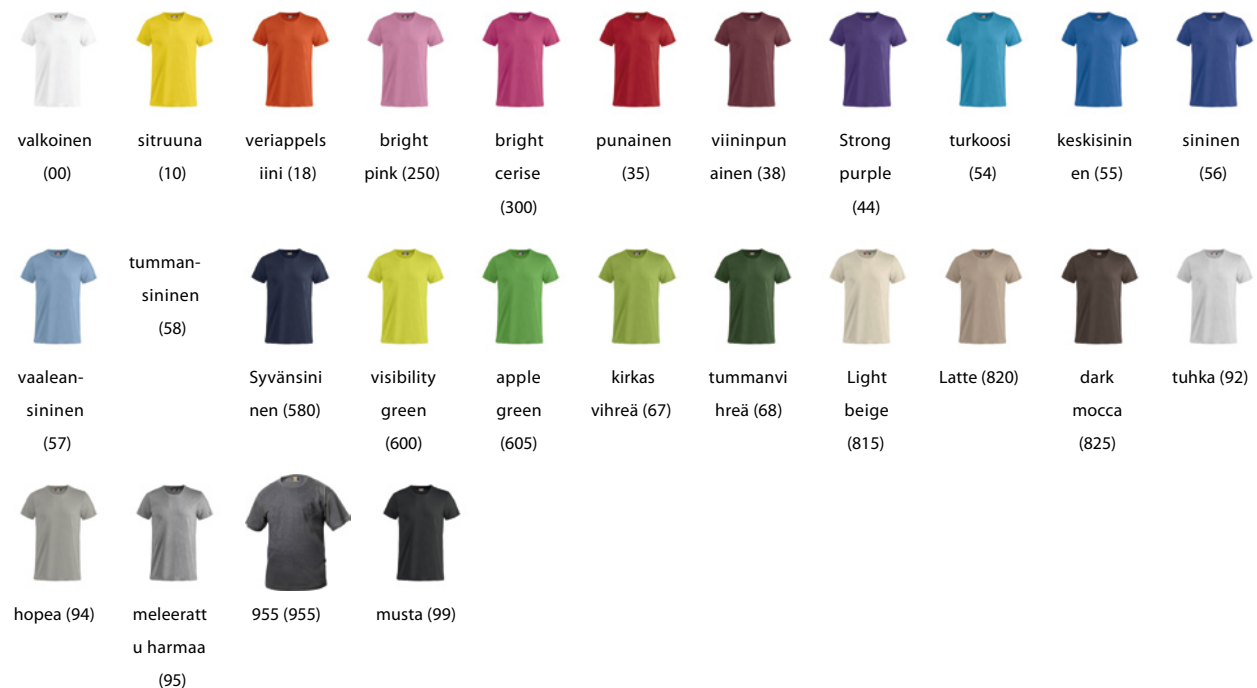 valkoinen
(00)
sitruuna
(10)
veriappels
iini (18)
bright
pink (250)
bright
cerise
(300)
punainen
(35)
viininpun
ainen (38)
Strong
purple
(44)
turkoosi
(54)
keskisinin
en (55)
sininen
(56)
vaalean-
sininen
(57)
tumman-
sininen
(58)
Syvänsini
nen (580)
visibility
green
(600)
apple
green
(605)
kirkas
vihreä (67)
tummanvi
hreä (68)
Light
beige
(815)
Latte (820)
dark
mocca
(825)
tuhka (92)
hopea (94)
meleeratt
u harmaa
(95)
955 (955)
musta (99)